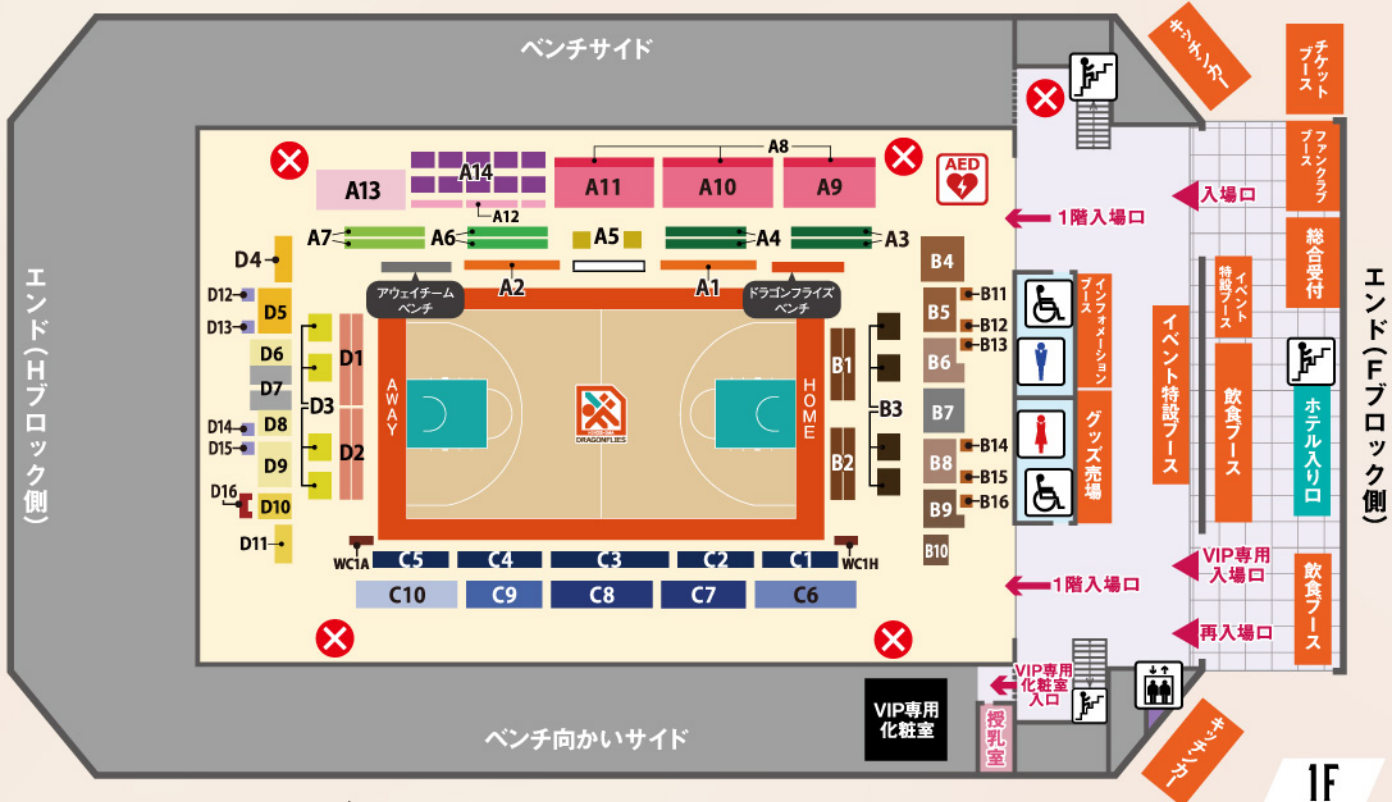 ベンチサイド
キッチンカー
チケット
ブース
ファンクラブ
ブース
総合受付
入場口
1階入場口
AED
A8
A14
A13
A11
A10
A9
A12
A7
A6
A5
A4
A3
A2
A1
アウェイチーム
ベンチ
ドラゴンフライズ
ベンチ
D4
D12
D5
D13
D6
D7
D3
D8
D14
D15
D9
D16
D10
D11
D1
D2
AWAY
HOME
DRAGONFLIES
B1
B2
B3
B4
B5
B11
B12
B13
B6
B7
B8
B14
B15
B16
B9
B10
WC1A
C5
C4
C3
C2
C1
WC1H
C10
C9
C8
C7
C6
インフォメーション
ブース
グッズ売場
イベント特設ブース
イベント
特設ブース
飲食ブース
ホテル入り口
エンド(Hブロック側)
エンド(Fブロック側)
1階入場口
VIP専用
入場口
再入場口
飲食ブース
VIP専用
化粧室
入口
VIP専用
化粧室
授乳室
ベンチ向かいサイド
キッチンカー
1F